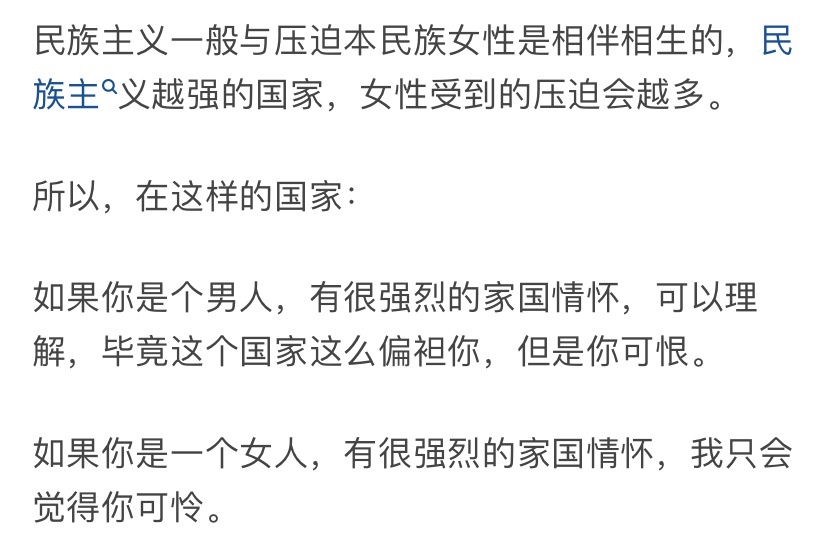 民族主义一般与压迫本民族女性是相伴相生的，民
族主义越强的国家，女性受到的压迫会越多。
所以，在这样的国家：
如果你是个男人，有很强烈的家国情怀，可以理
解，毕竟这个国家这么偏袒你，但是你可恨。
如果你是一个女人，有很强烈的家国情怀，我只会
觉得你可怜。